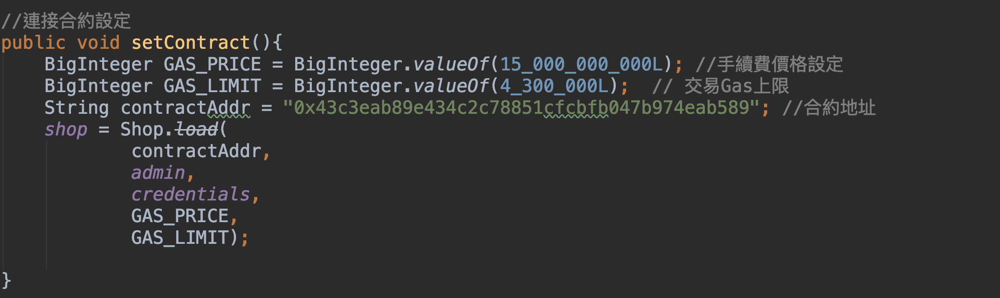 //連接合約設定
public void setContract(){
    BigInteger GAS_PRICE = BigInteger.valueOf(15_000_000_000L); //手續費價格設定
    BigInteger GAS_LIMIT = BigInteger.valueOf(4_300_000L);  // 交易Gas上限
    String contractAddr = "0x43c3eab89e434c2c78851cfcbfb047b974eab589"; //合約地址
    shop = Shop.load(
            contractAddr,
            admin,
            credentials,
            GAS_PRICE,
            GAS_LIMIT);
}